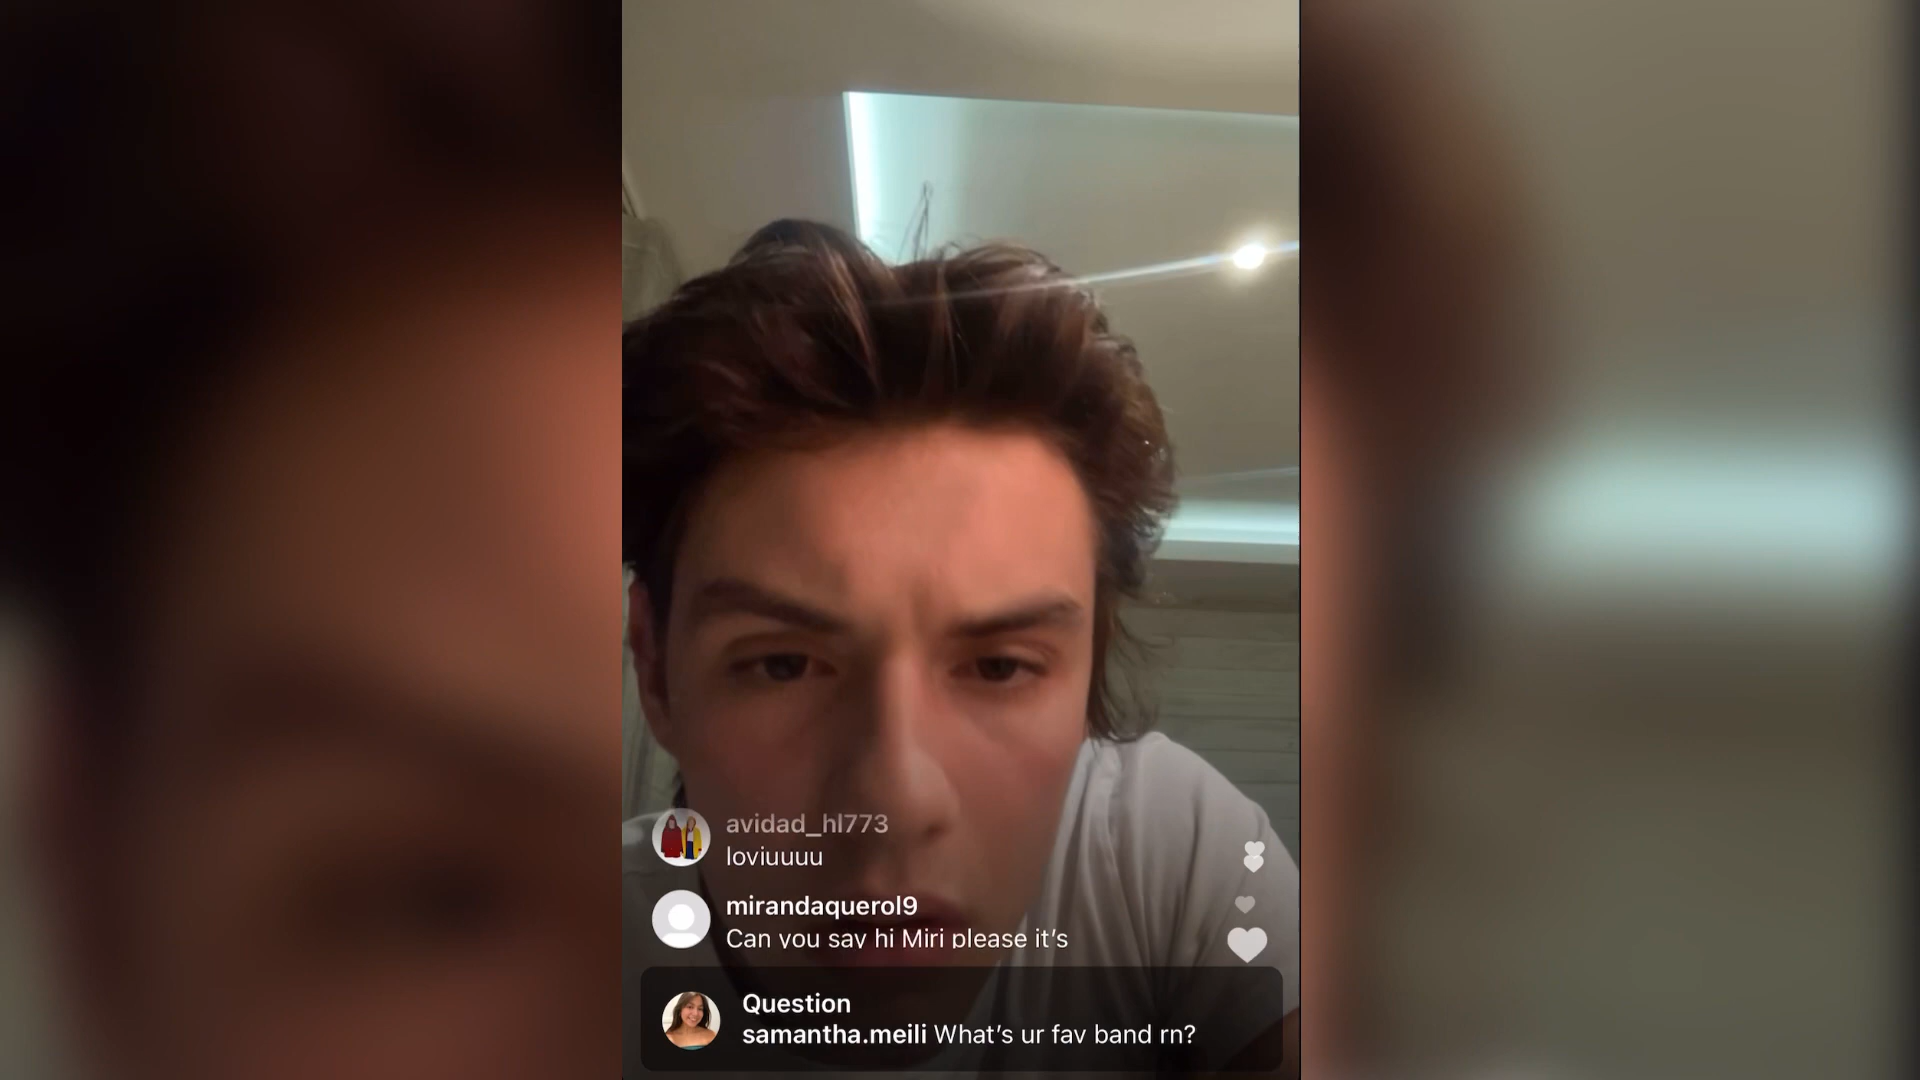 avidad_hl773
loviuuuu
mirandaquerol9
Can you say hi Miri please it's
Question
samantha.meili What's ur fav band rn?